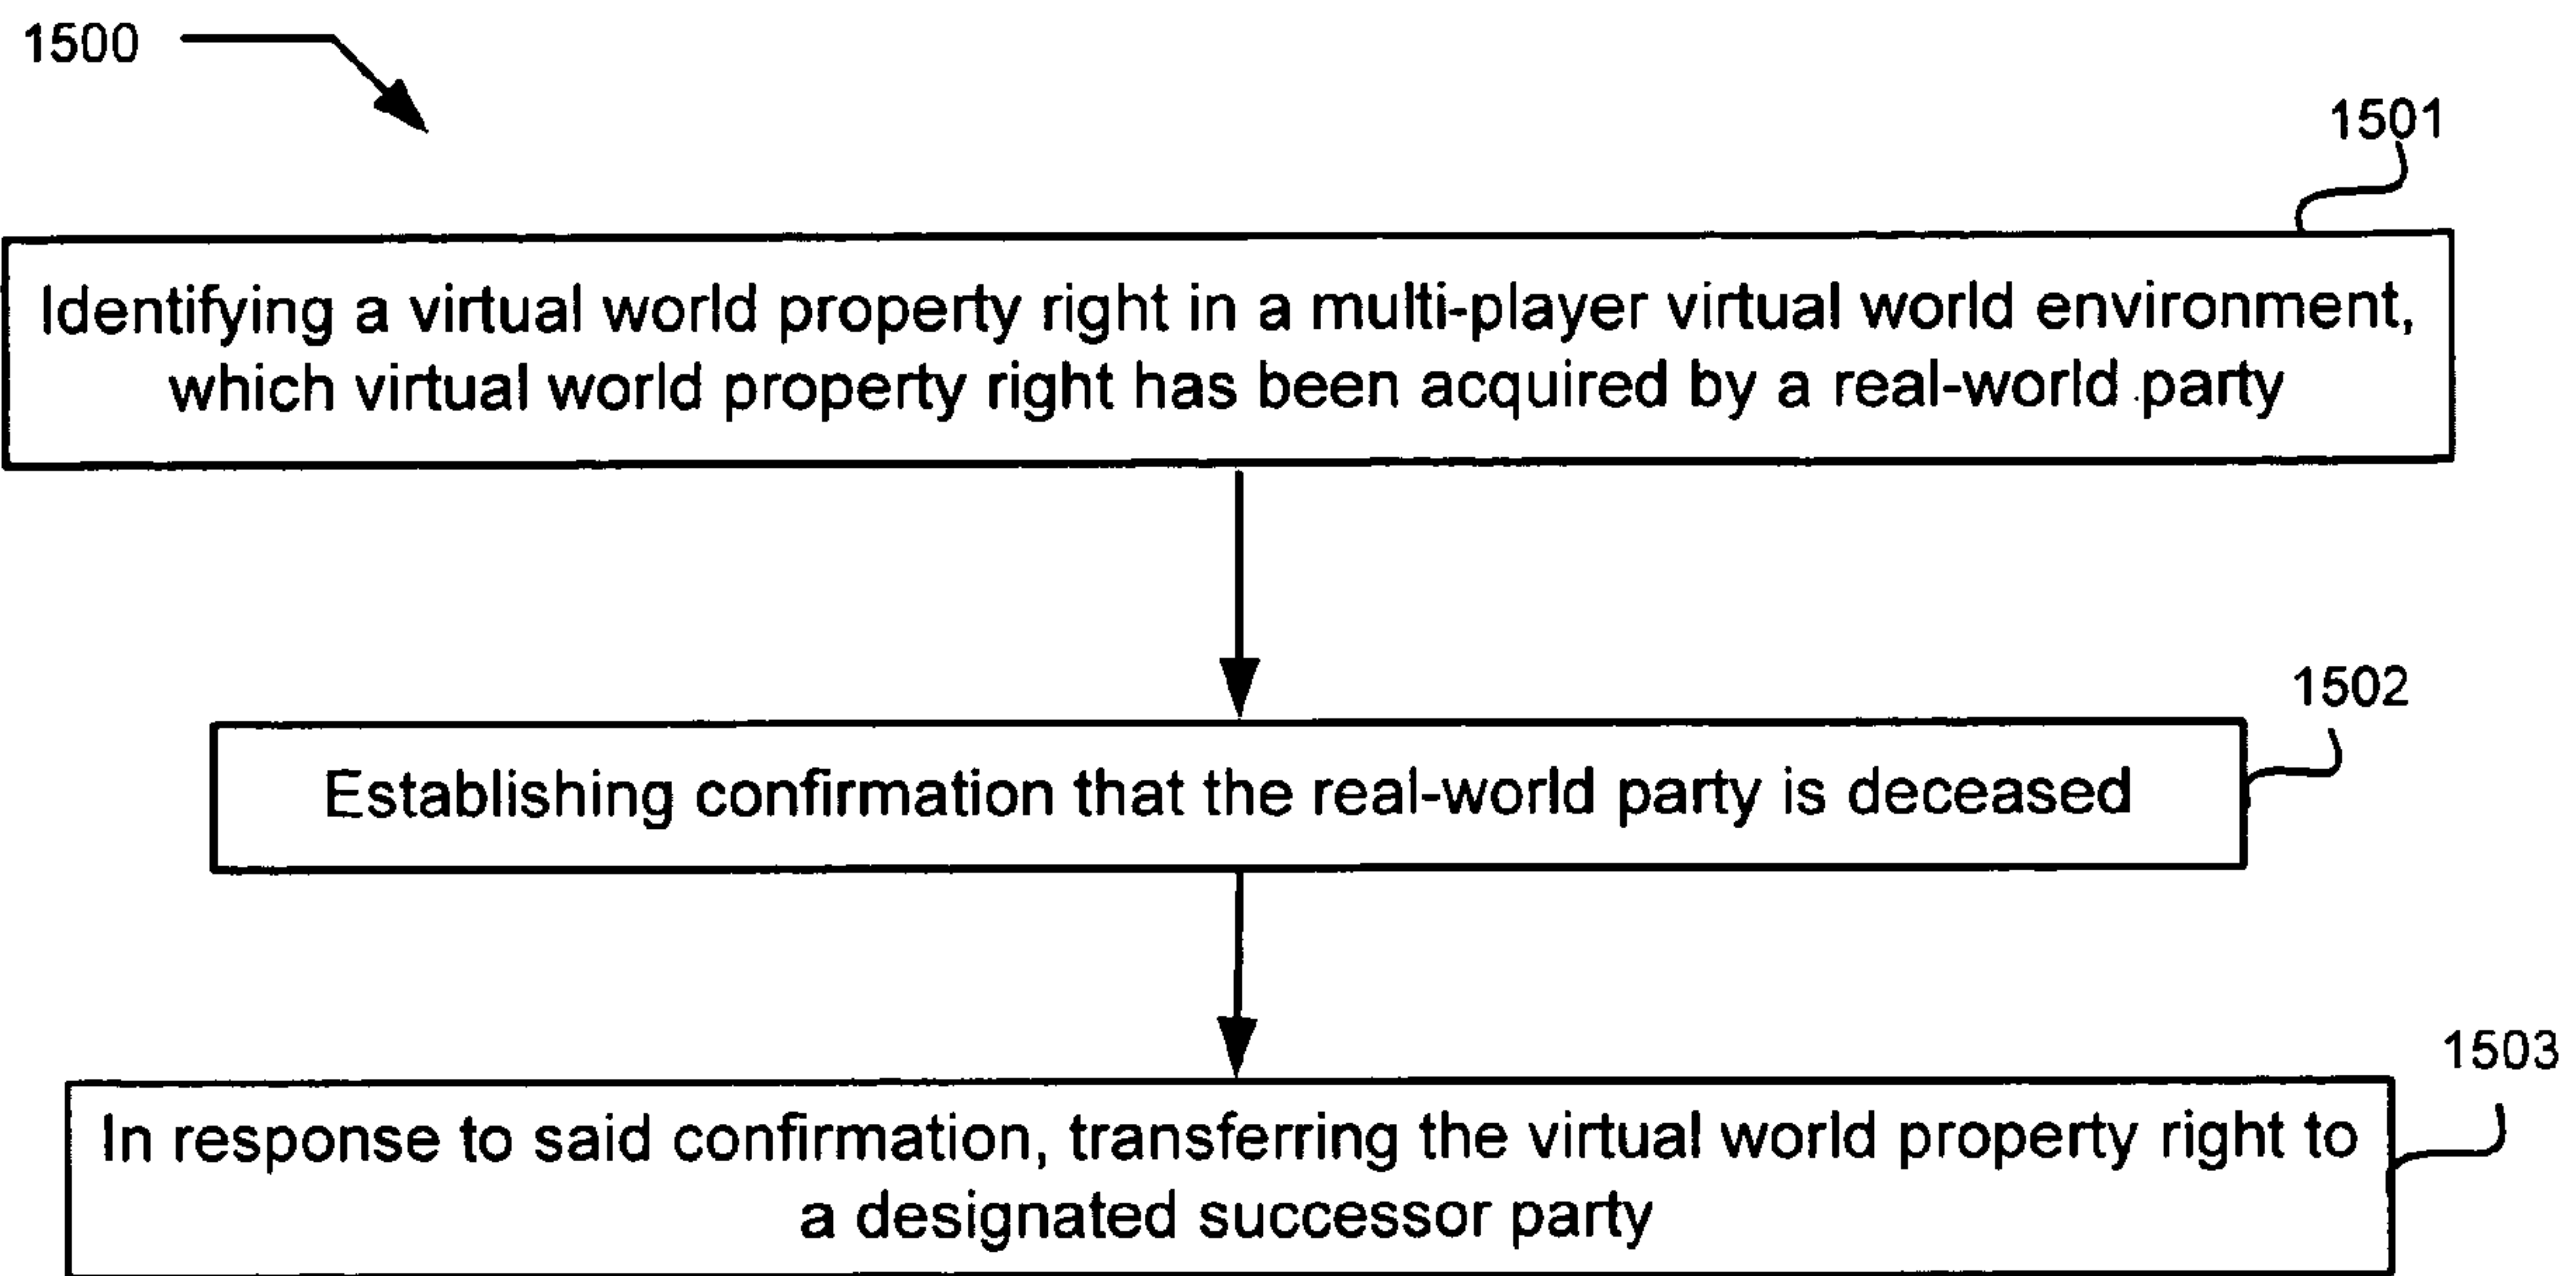 1500
1501
Identifying a virtual world property right in a multi-player virtual world environment,
which virtual world property right has been acquired by a real-world party
1502
Establishing confirmation that the real-world party is deceased
1503
In response to said confirmation, transferring the virtual world property right to
a designated successor party